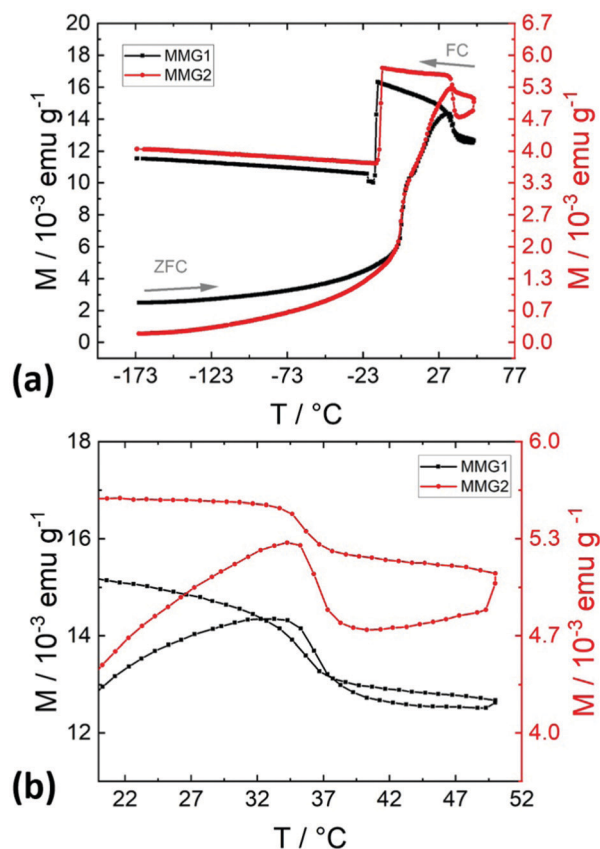 20
18
16
14
12
10
8
6
4
2
0
M / 10⁻³ emu g⁻¹
MMG1
MMG2
FC
ZFC
6.7
6.0
5.3
4.7
4.0
3.3
2.7
2.0
1.3
0.7
0.0
M / 10⁻³ emu g⁻¹
-173 -123 -73 -23 27 77
T / °C
(a)
18
16
14
12
M / 10⁻³ emu g⁻¹
MMG1
MMG2
6.0
5.3
4.7
4.0
M / 10⁻³ emu g⁻¹
22 27 32 37 42 47 52
T / °C
(b)